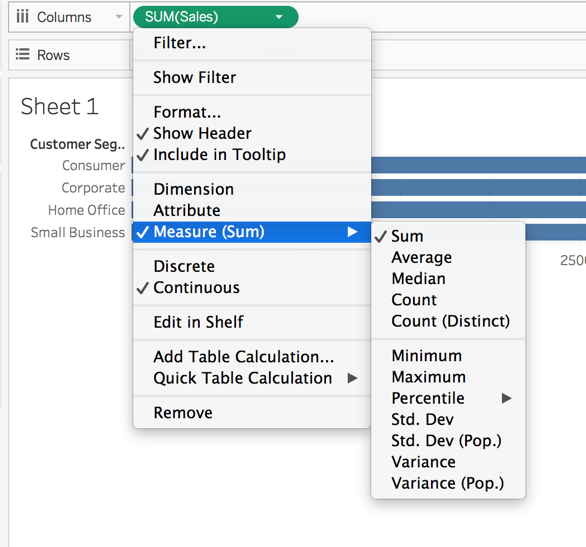 Columns
SUM(Sales)
Rows
Filter...
Show Filter
Format...
Show Header
Include in Tooltip
Dimension
Attribute
Measure (Sum)
Discrete
Continuous
Edit in Shelf
Add Table Calculation...
Quick Table Calculation
Remove
Sum
Average
Median
Count
Count (Distinct)
Minimum
Maximum
Percentile
Std. Dev
Std. Dev (Pop.)
Variance
Variance (Pop.)
Sheet 1
Customer Seg..
Consumer
Corporate
Home Office
Small Business
2500